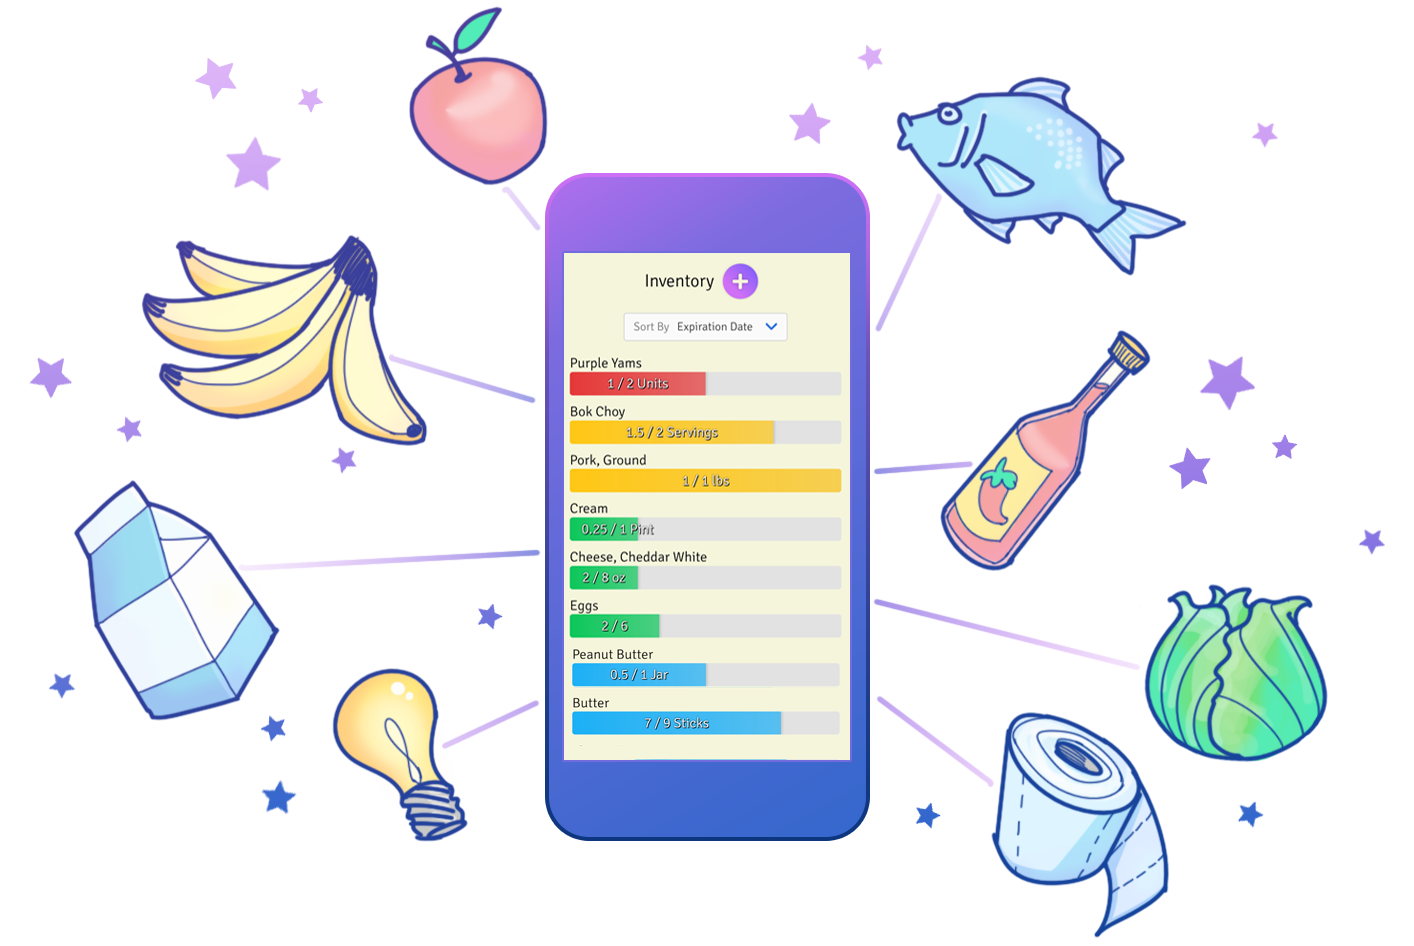 Inventory +
Sort By Expiration Date
Purple Yams
1 / 2 Units
Bok Choy
1.5 / 2 Servings
Pork, Ground
1 / 1 lbs
Cream
0.25 / 1 Pint
Cheese, Cheddar White
2 / 8 oz
Eggs
2 / 6
Peanut Butter
0.5 / 1 Jar
Butter
7 / 9 Sticks